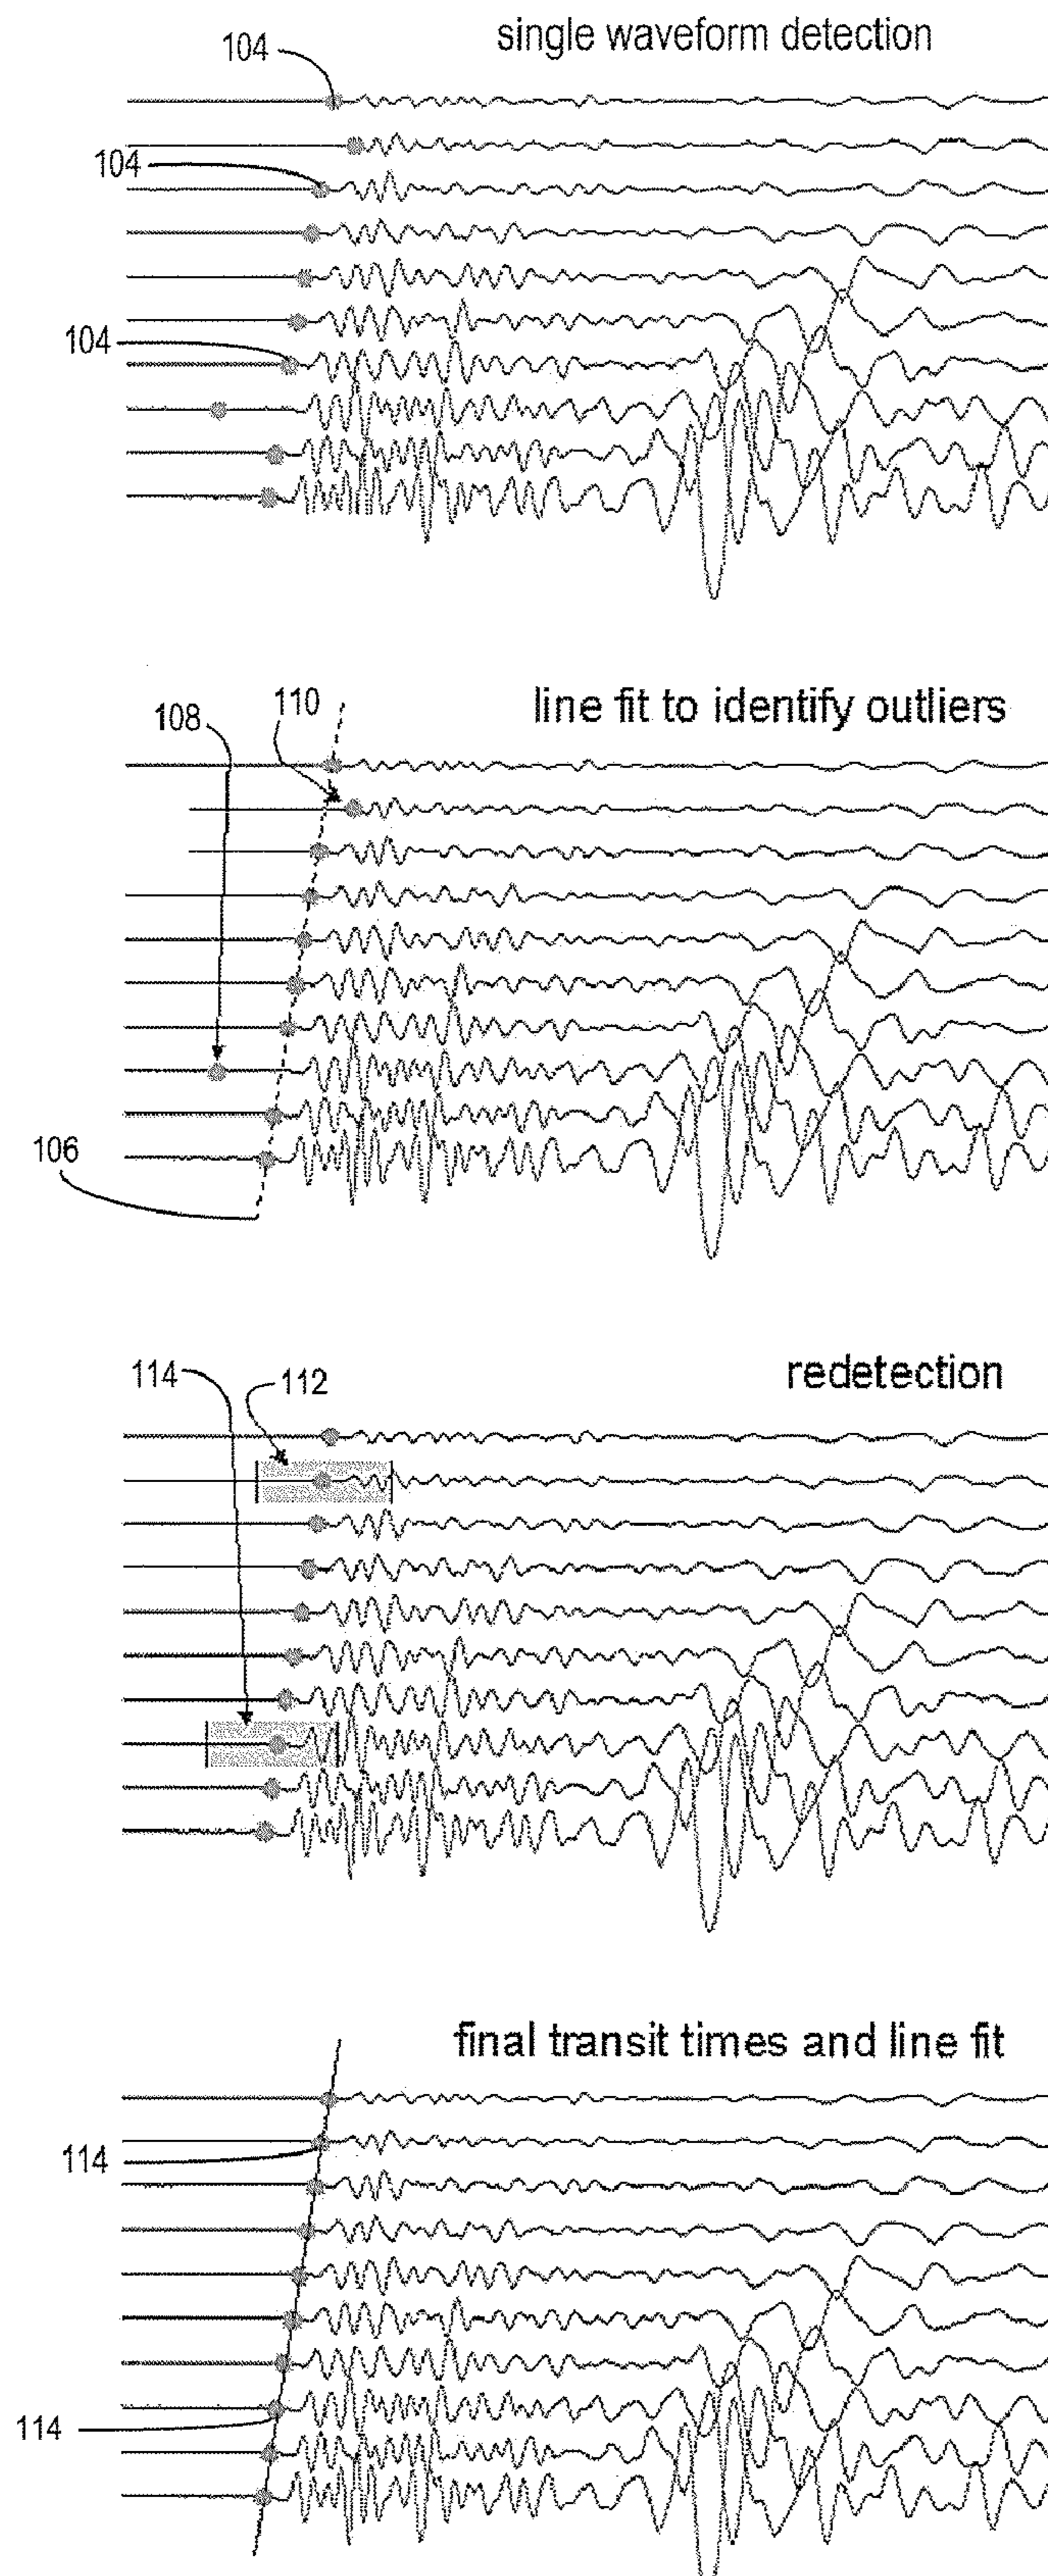 single waveform detection
104
104
104
line fit to identify outliers
110
108
106
redetection
114
112
final transit times and line fit
114
114